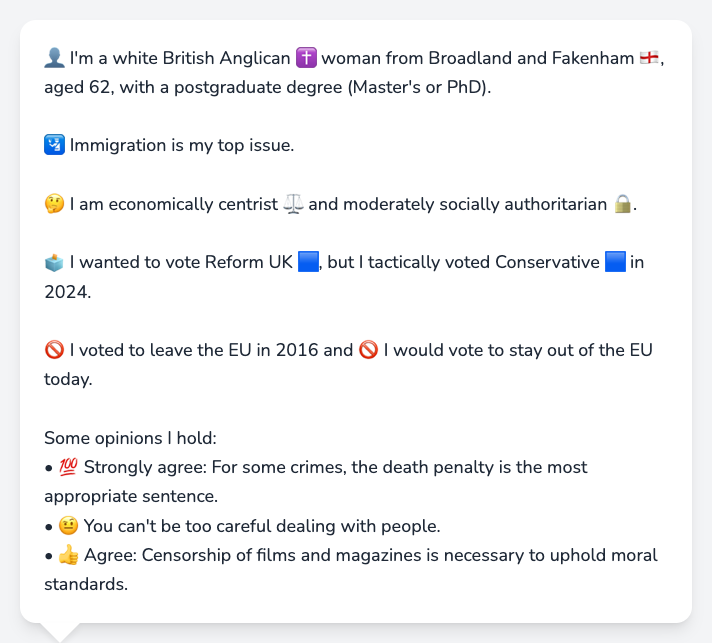 👤 I'm a white British Anglican ✝️ woman from Broadland and Fakenham 🏴󠁧󠁢󠁥󠁮󠁧󠁿,
aged 62, with a postgraduate degree (Master's or PhD).
🛂 Immigration is my top issue.
🤔 I am economically centrist ⚖️ and moderately socially authoritarian 🔒.
🗳️ I wanted to vote Reform UK 🟦, but I tactically voted Conservative 🟦 in
2024.
🚫 I voted to leave the EU in 2016 and 🚫 I would vote to stay out of the EU
today.
Some opinions I hold:
• 💯 Strongly agree: For some crimes, the death penalty is the most
appropriate sentence.
• 🤨 You can't be too careful dealing with people.
• 👍 Agree: Censorship of films and magazines is necessary to uphold moral
standards.